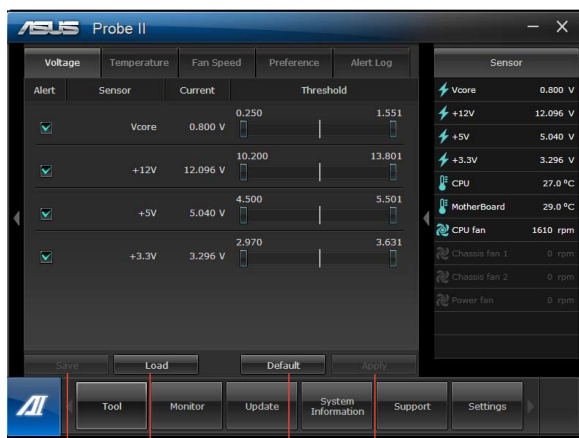 ASUS Probe II
Voltage Temperature Fan Speed Preference Alert Log
Alert Sensor Current Threshold
0.250 1.551
Vcore 0.800 V
10.200 13.801
+12V 12.096 V
4.500 5.501
+5V 5.040 V
2.970 3.631
+3.3V 3.296 V
Save Load Default Apply
Sensor
Vcore 0.800 V
+12V 12.096 V
+5V 5.040 V
+3.3V 3.296 V
CPU 27.0 ºC
MotherBoard 29.0 ºC
CPU fan 1610 rpm
Chassis fan 1 0 rpm
Chassis fan 2 0 rpm
Power fan 0 rpm
AI Tool Monitor Update System Information Support Settings